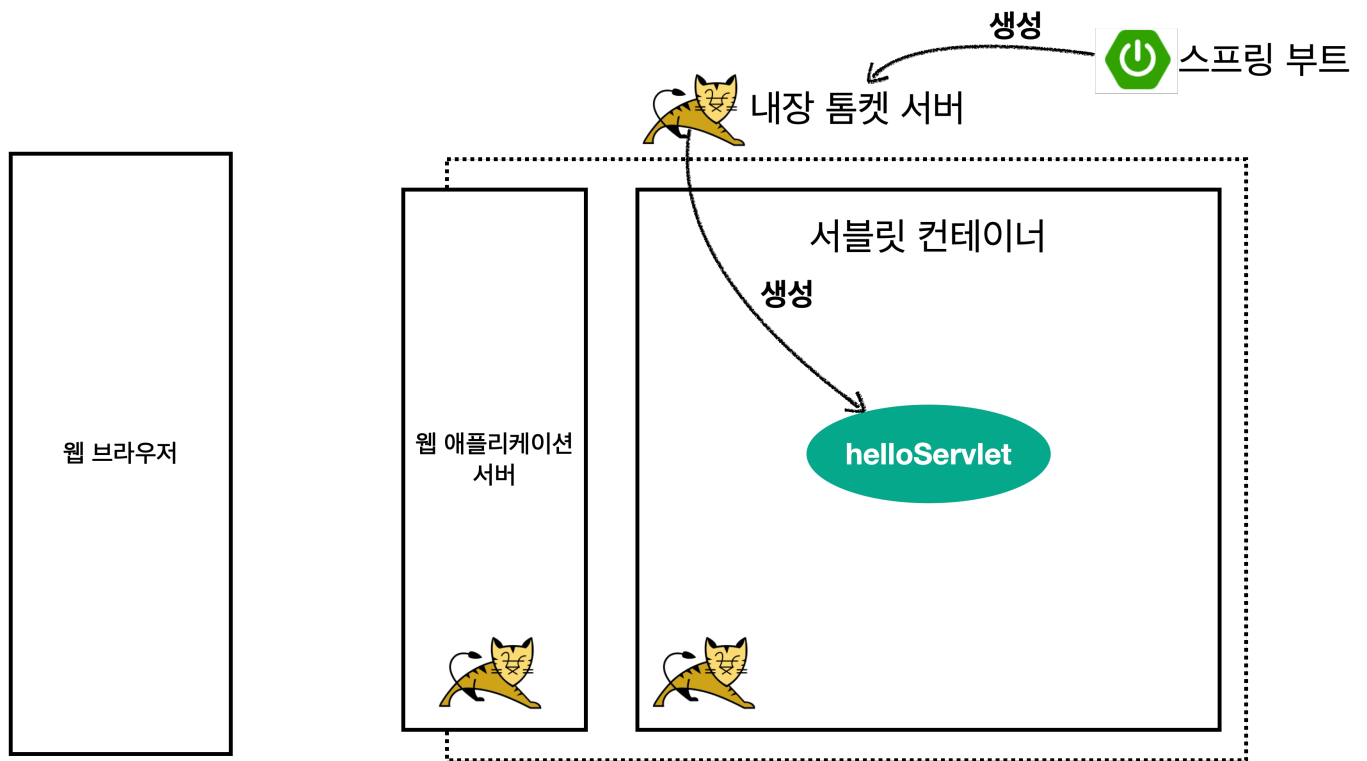 생성
스프링 부트
내장 톰켓 서버
서블릿 컨테이너
생성
웹 브라우저
웹 애플리케이션
서버
helloServlet